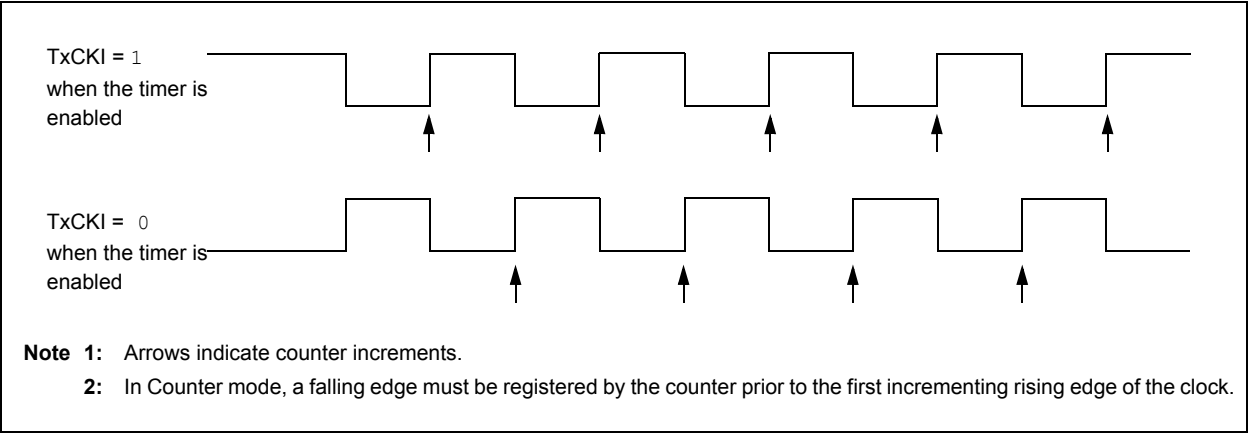 TxCKI = 1
when the timer is
enabled
TxCKI = 0
when the timer is
enabled
Note 1: Arrows indicate counter increments.
2: In Counter mode, a falling edge must be registered by the counter prior to the first incrementing rising edge of the clock.